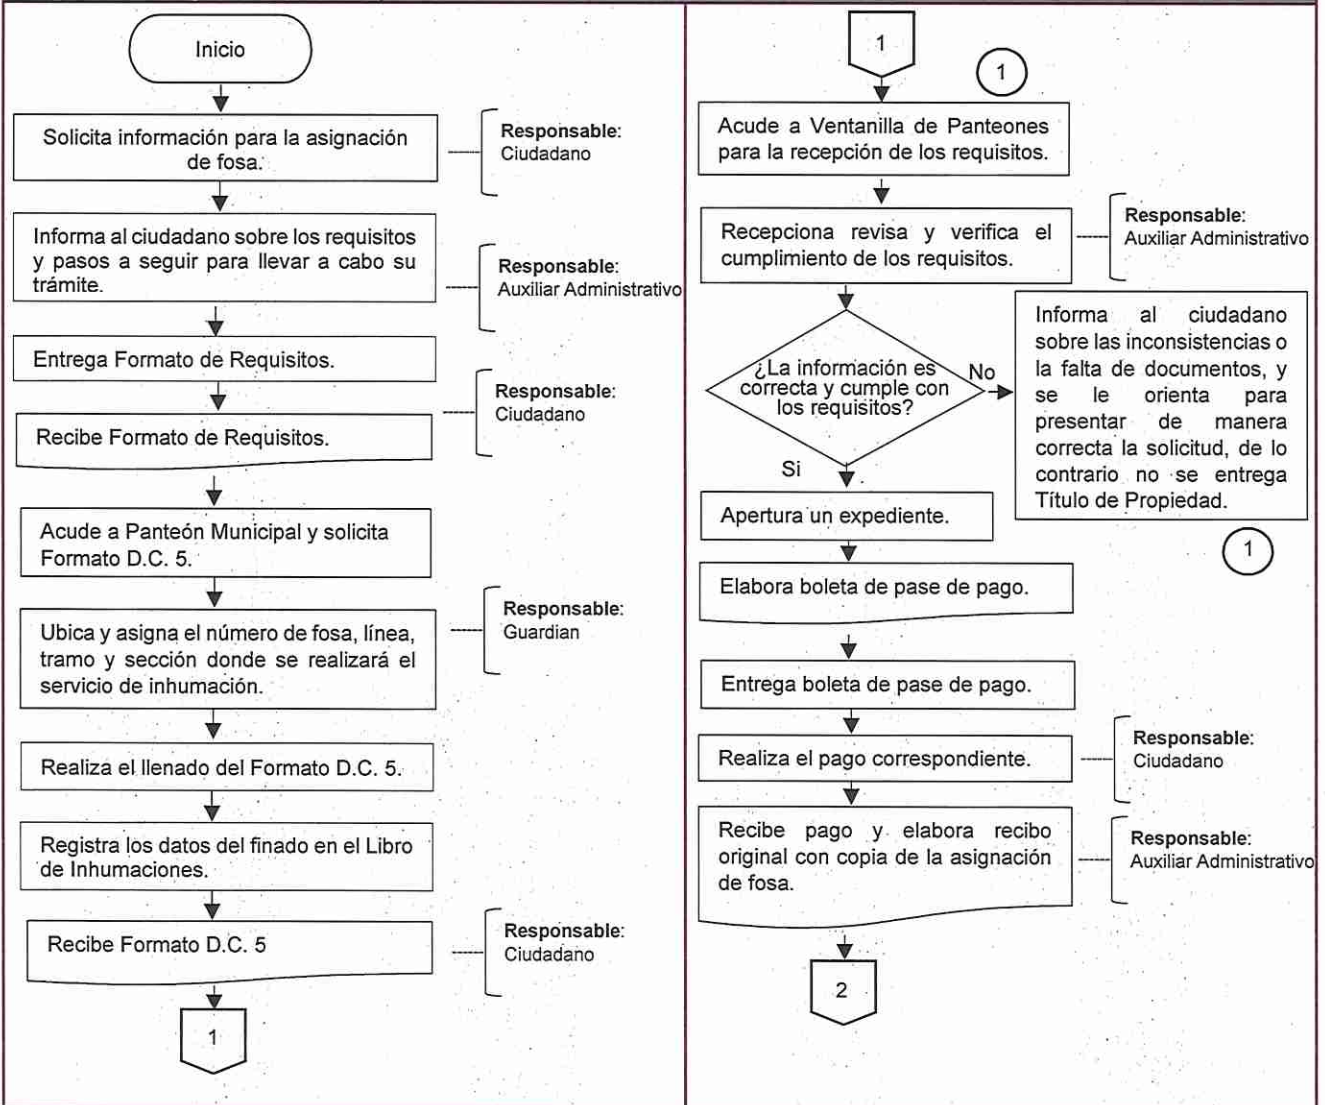 Inicio
Solicita información para la asignación
de fosa.
Responsable:
Ciudadano
Informa al ciudadano sobre los requisitos
y pasos a seguir para llevar a cabo su
trámite.
Responsable:
Auxiliar Administrativo
Entrega Formato de Requisitos.
Recibe Formato de Requisitos.
Responsable:
Ciudadano
Acude a Panteón Municipal y solicita
Formato D.C. 5.
Ubica y asigna el número de fosa, línea,
tramo y sección donde se realizará el
servicio de inhumación.
Responsable:
Guardian
Realiza el llenado del Formato D.C. 5.
Registra los datos del finado en el Libro
de Inhumaciones.
Recibe Formato D.C. 5
Responsable:
Ciudadano
1
1
1
Acude a Ventanilla de Panteones
para la recepción de los requisitos.
Recepciona revisa y verifica el
cumplimiento de los requisitos.
Responsable:
Auxiliar Administrativo
¿La información es
correcta y cumple con
los requisitos?
No
Informa al ciudadano
sobre las inconsistencias o
la falta de documentos, y
se le orienta para
presentar de manera
correcta la solicitud, de lo
contrario no se entrega
Título de Propiedad.
1
Si
Apertura un expediente.
Elabora boleta de pase de pago.
Entrega boleta de pase de pago.
Realiza el pago correspondiente.
Responsable:
Ciudadano
Recibe pago y elabora recibo
original con copia de la asignación
de fosa.
Responsable:
Auxiliar Administrativo
2